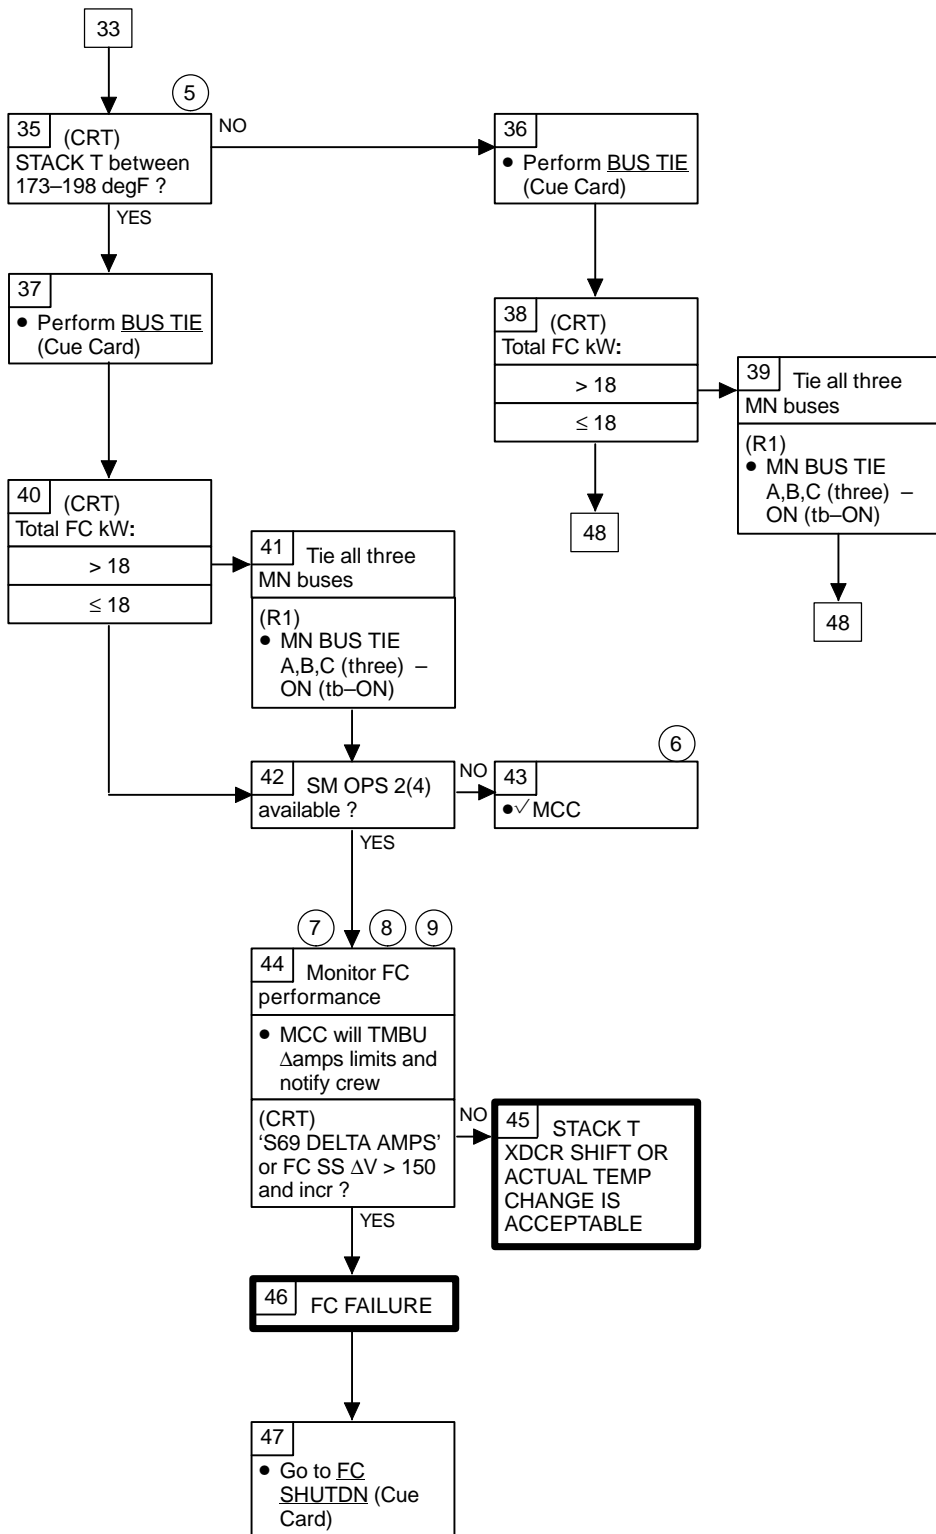 33
5
35 (CRT)
STACK T between
173–198 degF ?
NO
YES
36
• Perform BUS TIE
(Cue Card)
37
• Perform BUS TIE
(Cue Card)
38 (CRT)
Total FC kW:
> 18
≤ 18
39 Tie all three
MN buses
(R1)
• MN BUS TIE
A,B,C (three) –
ON (tb–ON)
48
48
40 (CRT)
Total FC kW:
> 18
≤ 18
41 Tie all three
MN buses
(R1)
• MN BUS TIE
A,B,C (three) –
ON (tb–ON)
42 SM OPS 2(4)
available ?
NO
YES
6
43
•√ MCC
7 8 9
44 Monitor FC
performance
• MCC will TMBU
∆amps limits and
notify crew
(CRT)
‘S69 DELTA AMPS’
or FC SS ∆V > 150
and incr ?
NO
YES
45 STACK T
XDCR SHIFT OR
ACTUAL TEMP
CHANGE IS
ACCEPTABLE
46 FC FAILURE
47
• Go to FC
SHUTDN (Cue
Card)